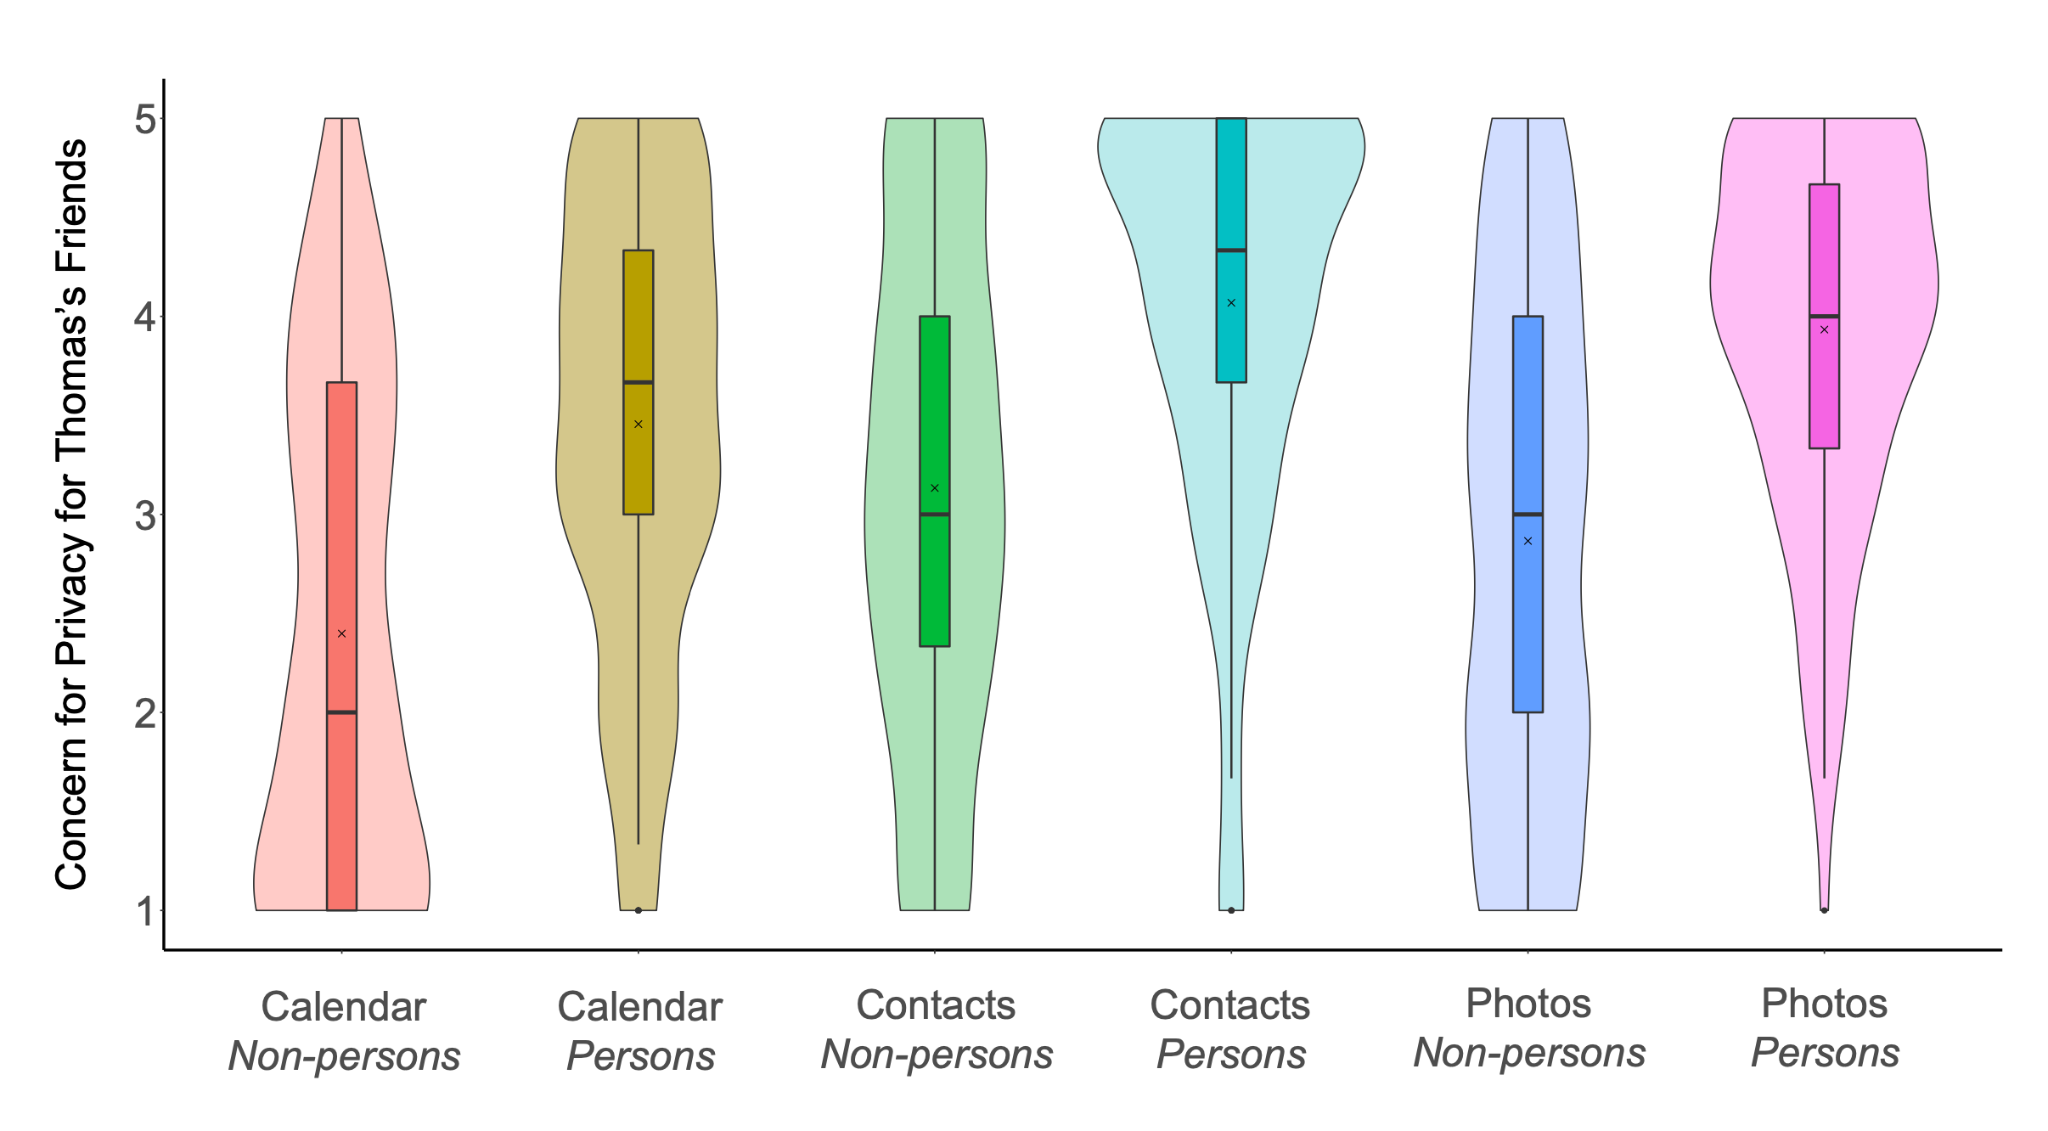 Concern for Privacy for Thomas's Friends
5
4
3
2
1
Calendar
Non-persons
Calendar
Persons
Contacts
Non-persons
Contacts
Persons
Photos
Non-persons
Photos
Persons